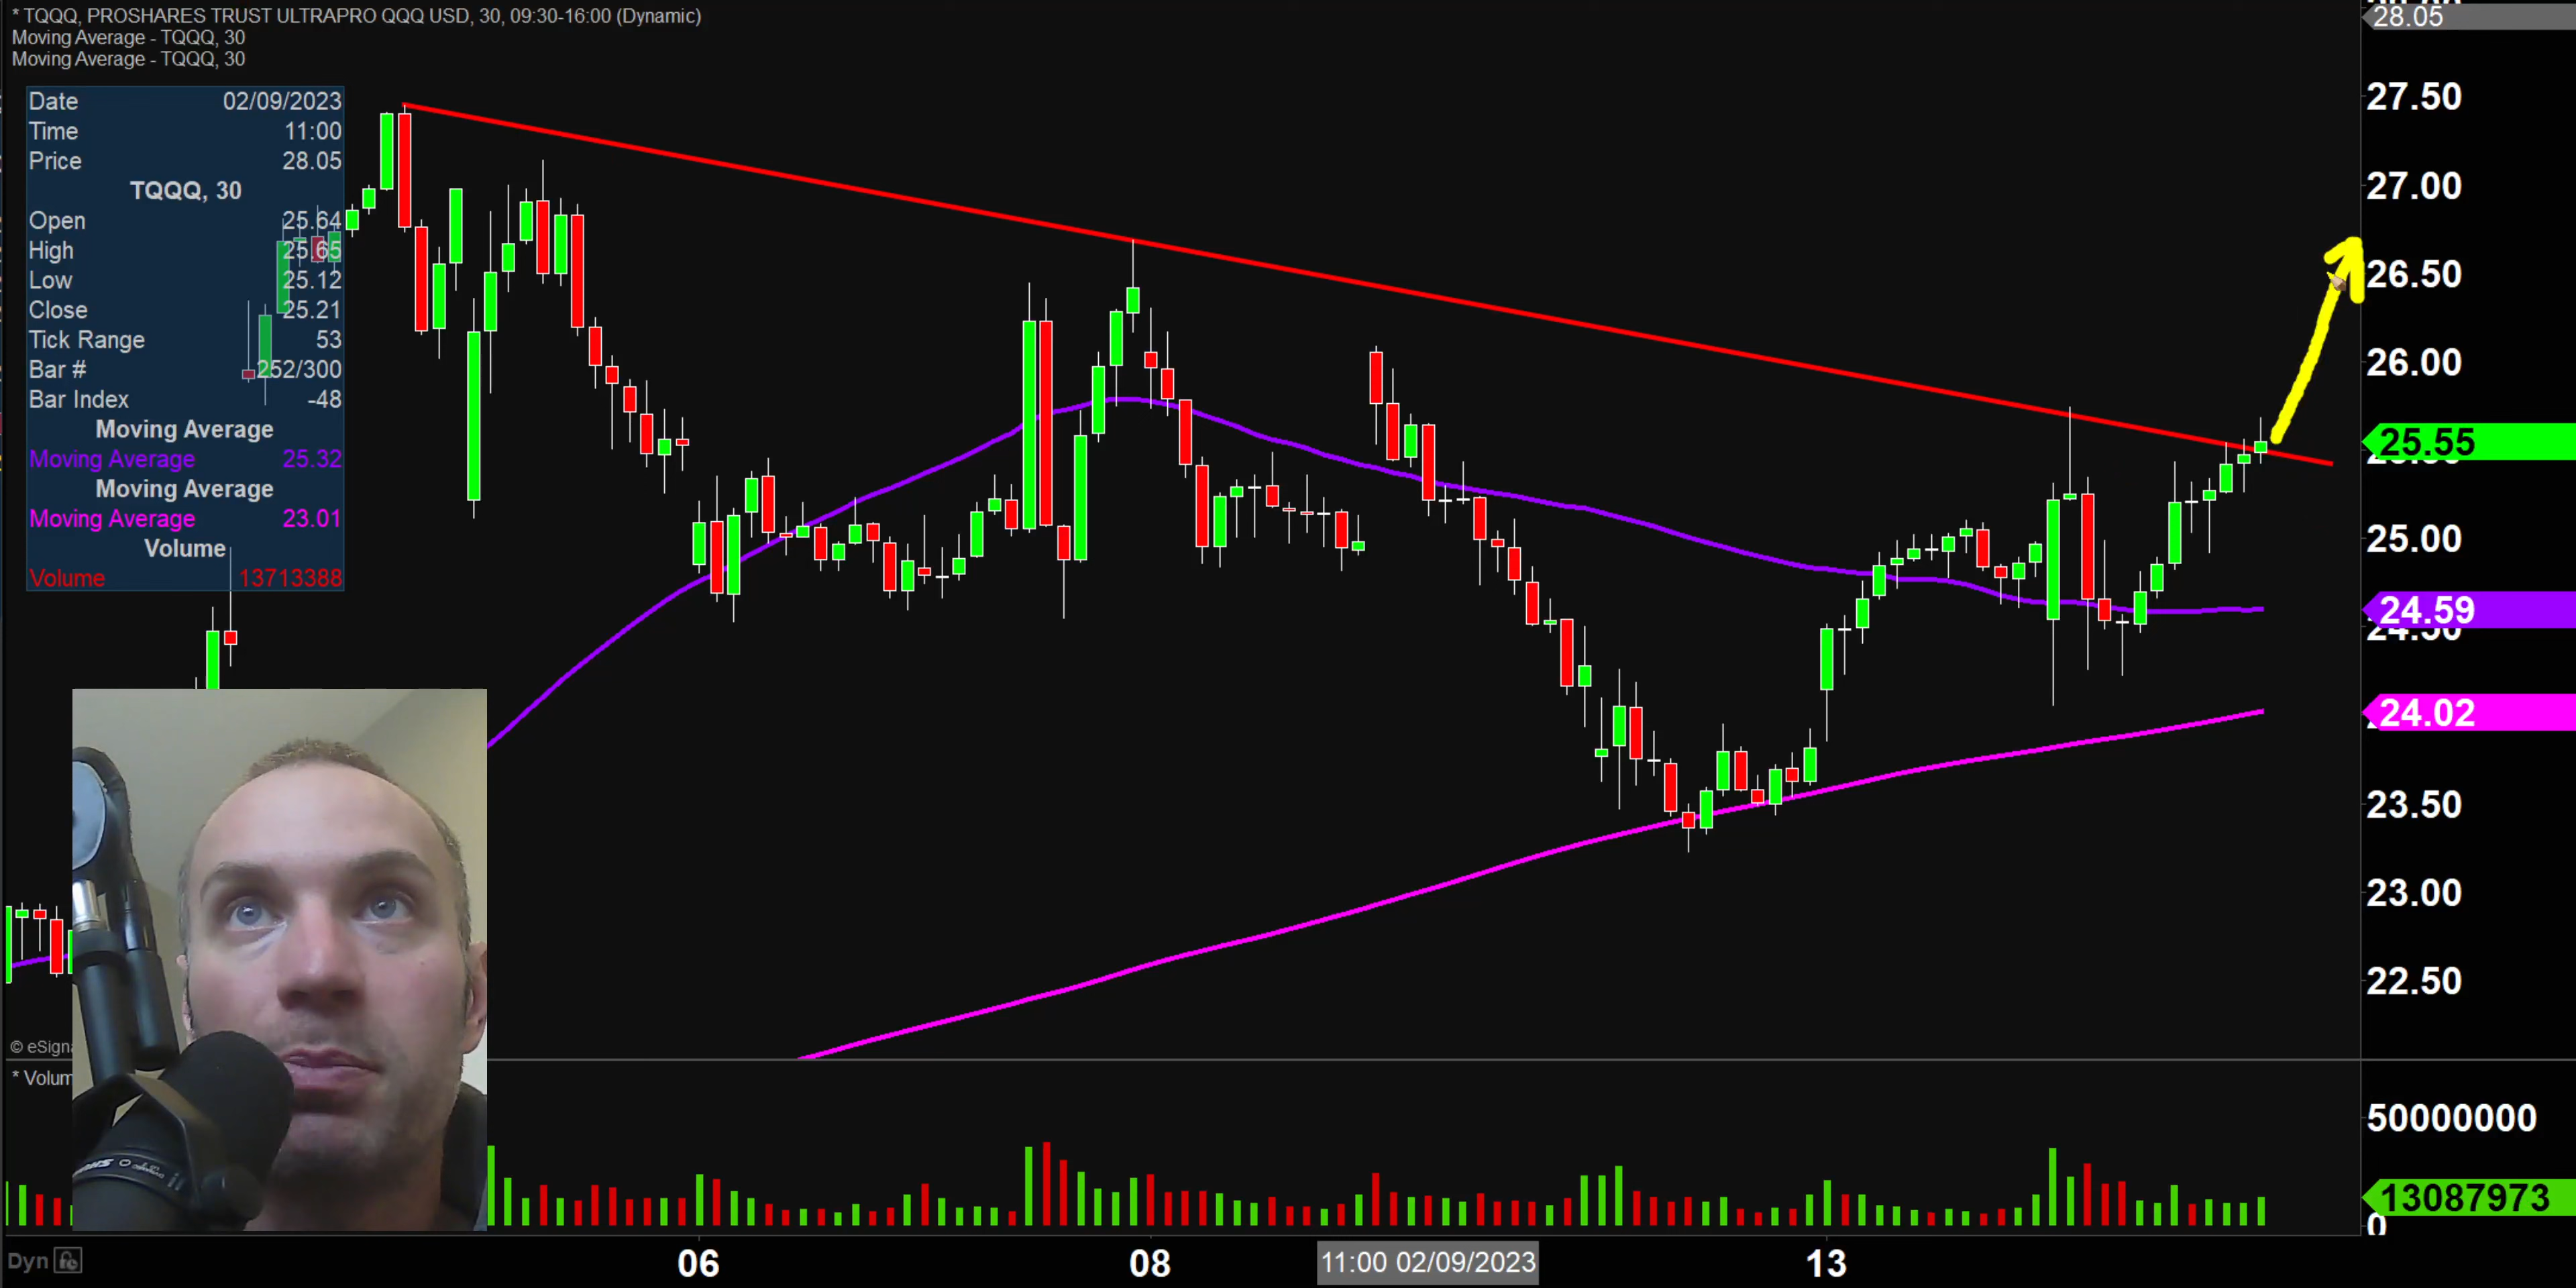 * TQQQ, PROSHARES TRUST ULTRAPRO QQQ USD, 30, 09:30-16:00 (Dynamic)
Moving Average - TQQQ, 30
Moving Average - TQQQ, 30
Date 02/09/2023
Time 11:00
Price 28.05
TQQQ, 30
Open 25.64
High 25.65
Low 25.12
Close 25.21
Tick Range 53
Bar # 252/300
Bar Index -48
Moving Average
Moving Average 25.32
Moving Average
Moving Average 23.01
Volume
Volume 13713388
28.05
27.50
27.00
26.50
26.00
25.55
25.00
24.59
24.02
23.50
23.00
22.50
© eSigna
* Volum
50000000
13087973
0
Dyn
06
08
11:00 02/09/2023
13